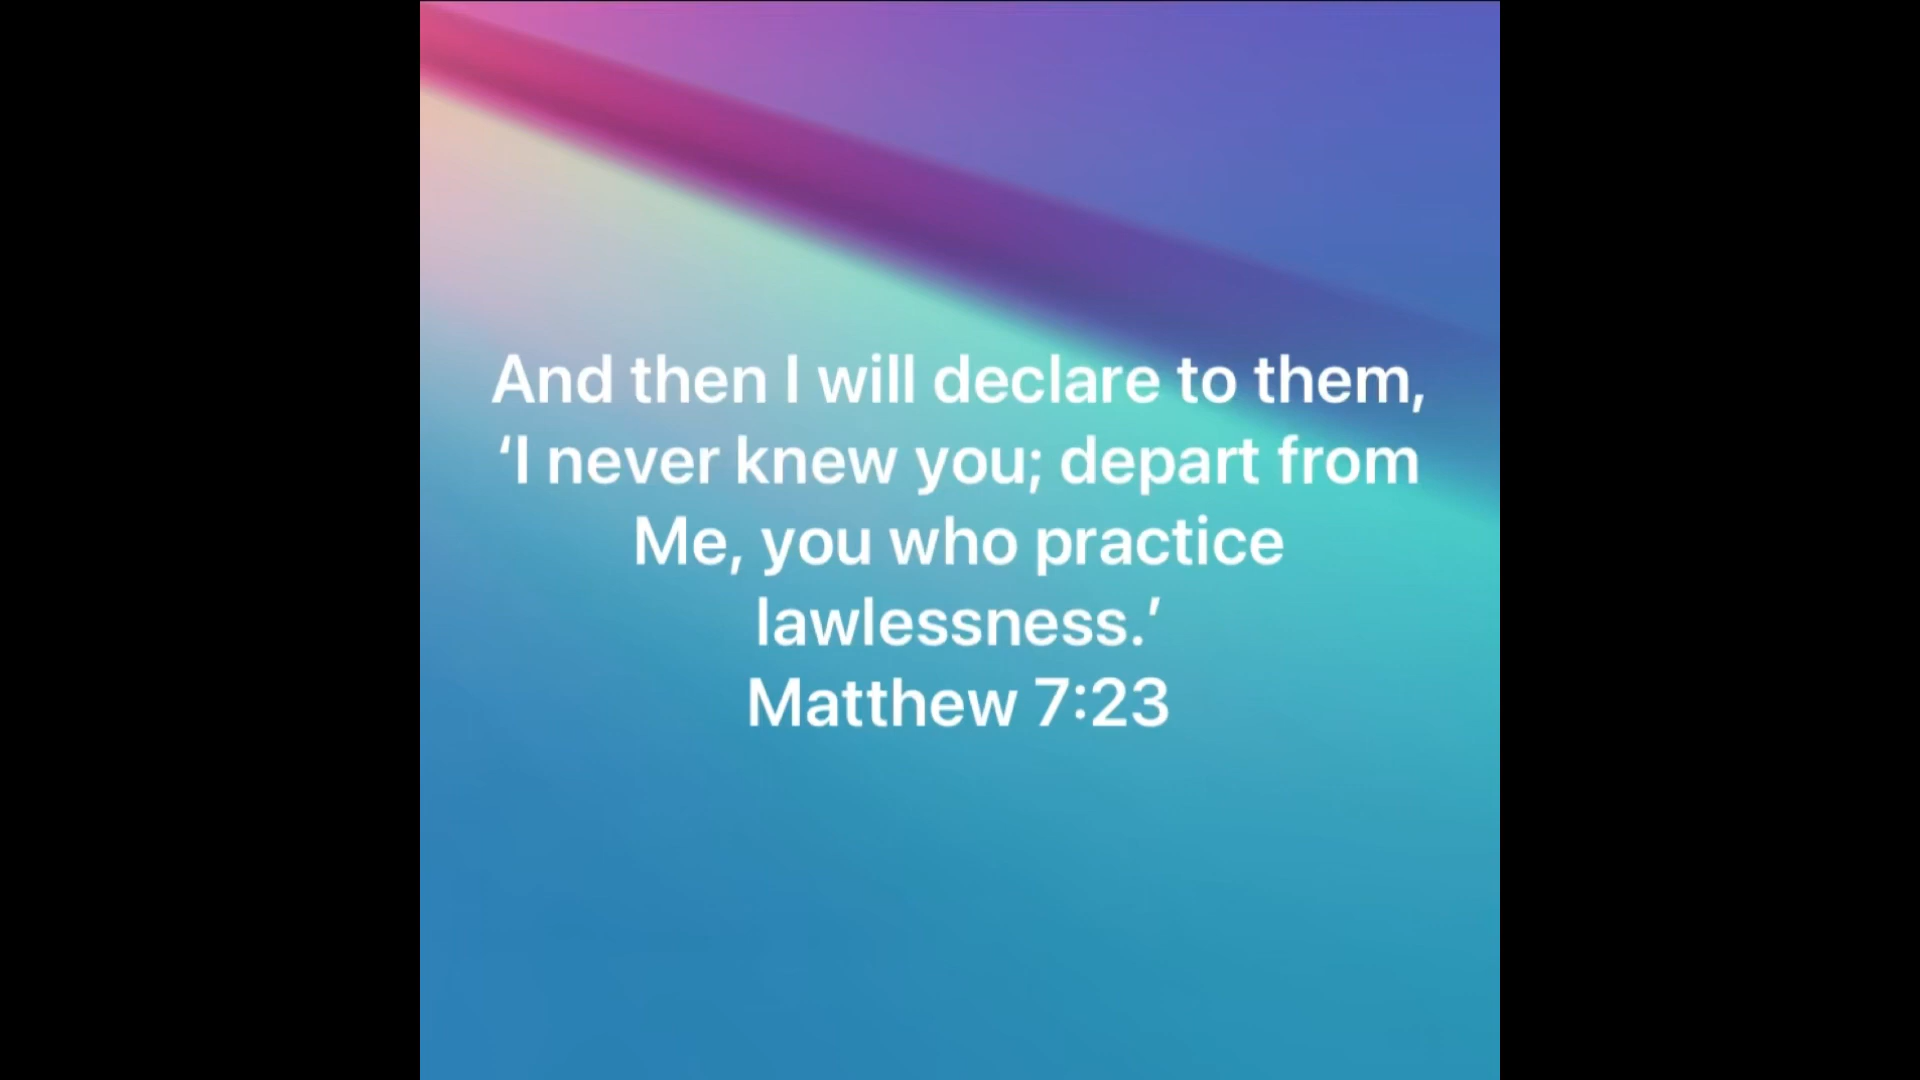 And then I will declare to them,
‘I never knew you; depart from
Me, you who practice
lawlessness.’
Matthew 7:23